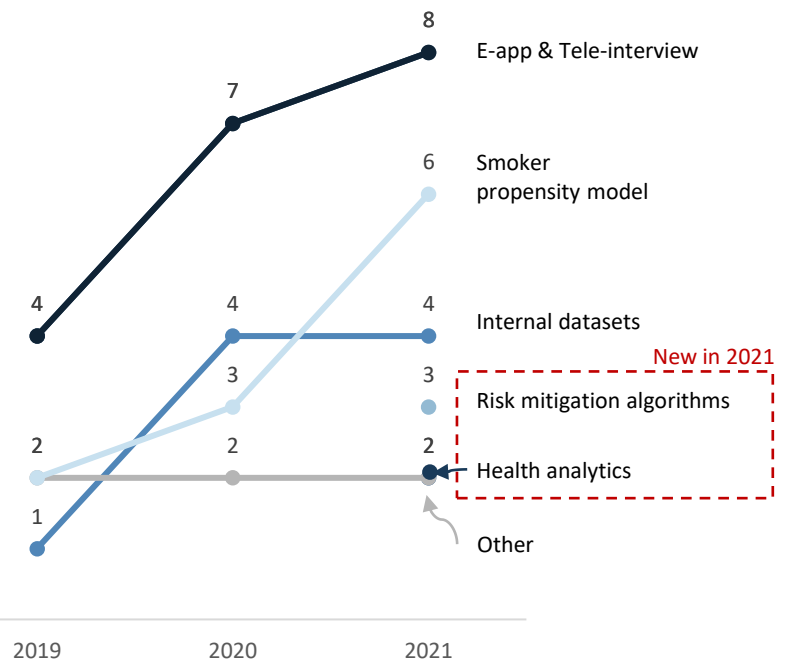 8
E-app & Tele-interview
7
6
Smoker
propensity model
4
4
4
Internal datasets
New in 2021
3
3
Risk mitigation algorithms
2
2
2
Health analytics
1
Other
2019
2020
2021